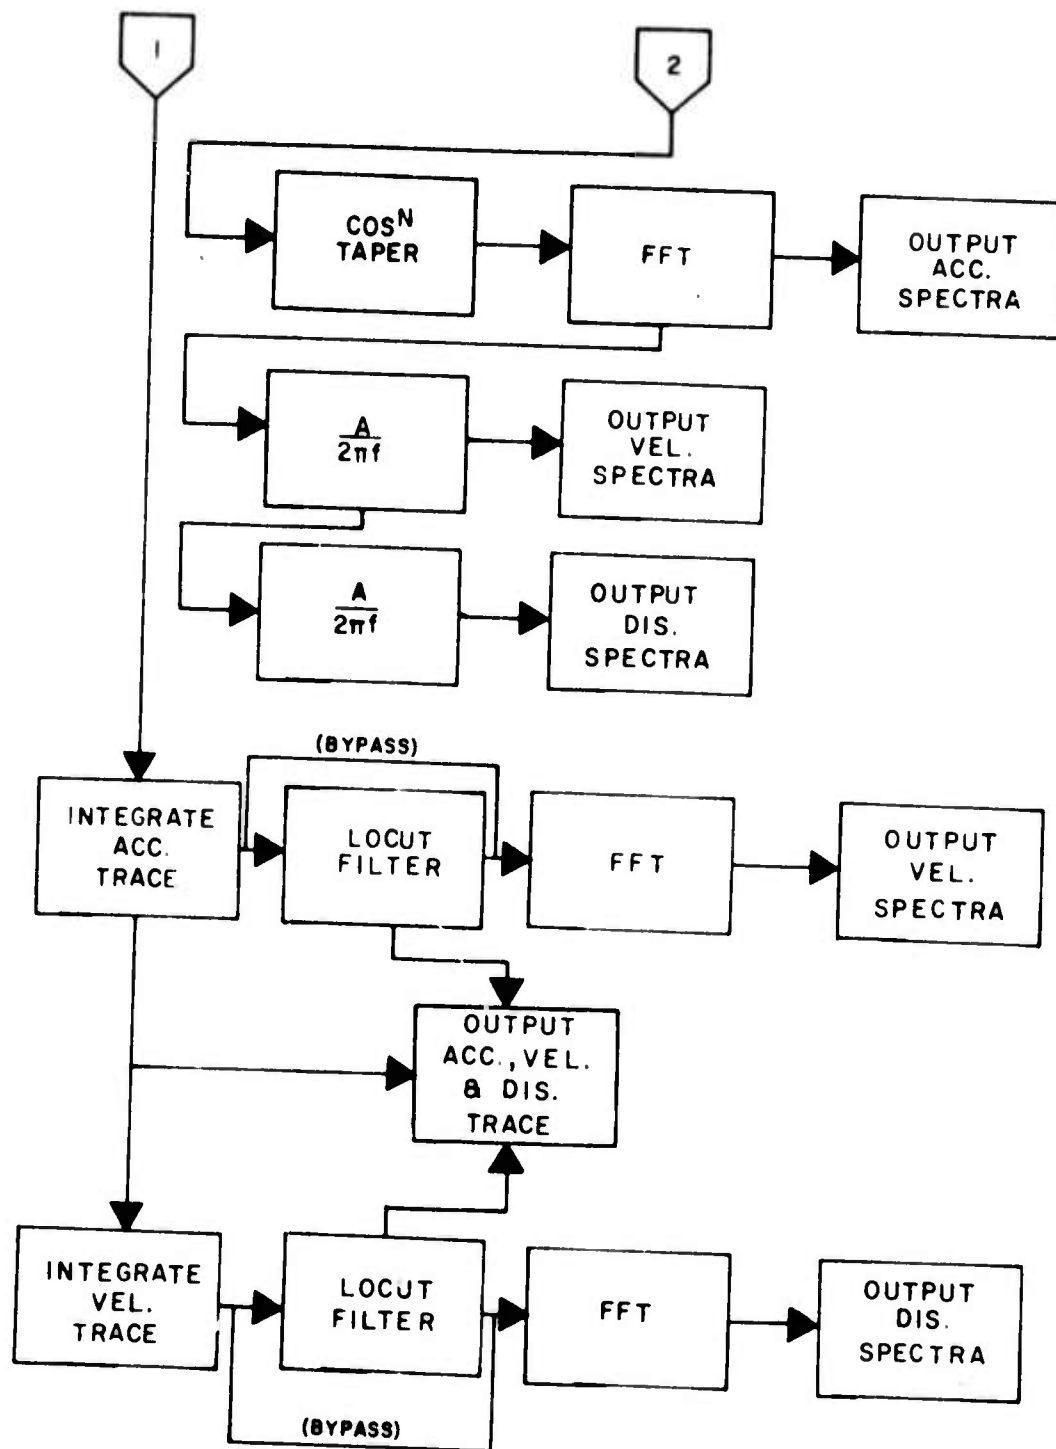 1
2
COS^N
TAPER
FFT
OUTPUT
ACC.
SPECTRA
A
2πf
OUTPUT
VEL.
SPECTRA
A
2πf
OUTPUT
DIS.
SPECTRA
(BYPASS)
INTEGRATE
ACC.
TRACE
LOCUT
FILTER
FFT
OUTPUT
VEL.
SPECTRA
OUTPUT
ACC., VEL.
& DIS.
TRACE
INTEGRATE
VEL.
TRACE
LOCUT
FILTER
FFT
OUTPUT
DIS.
SPECTRA
(BYPASS)